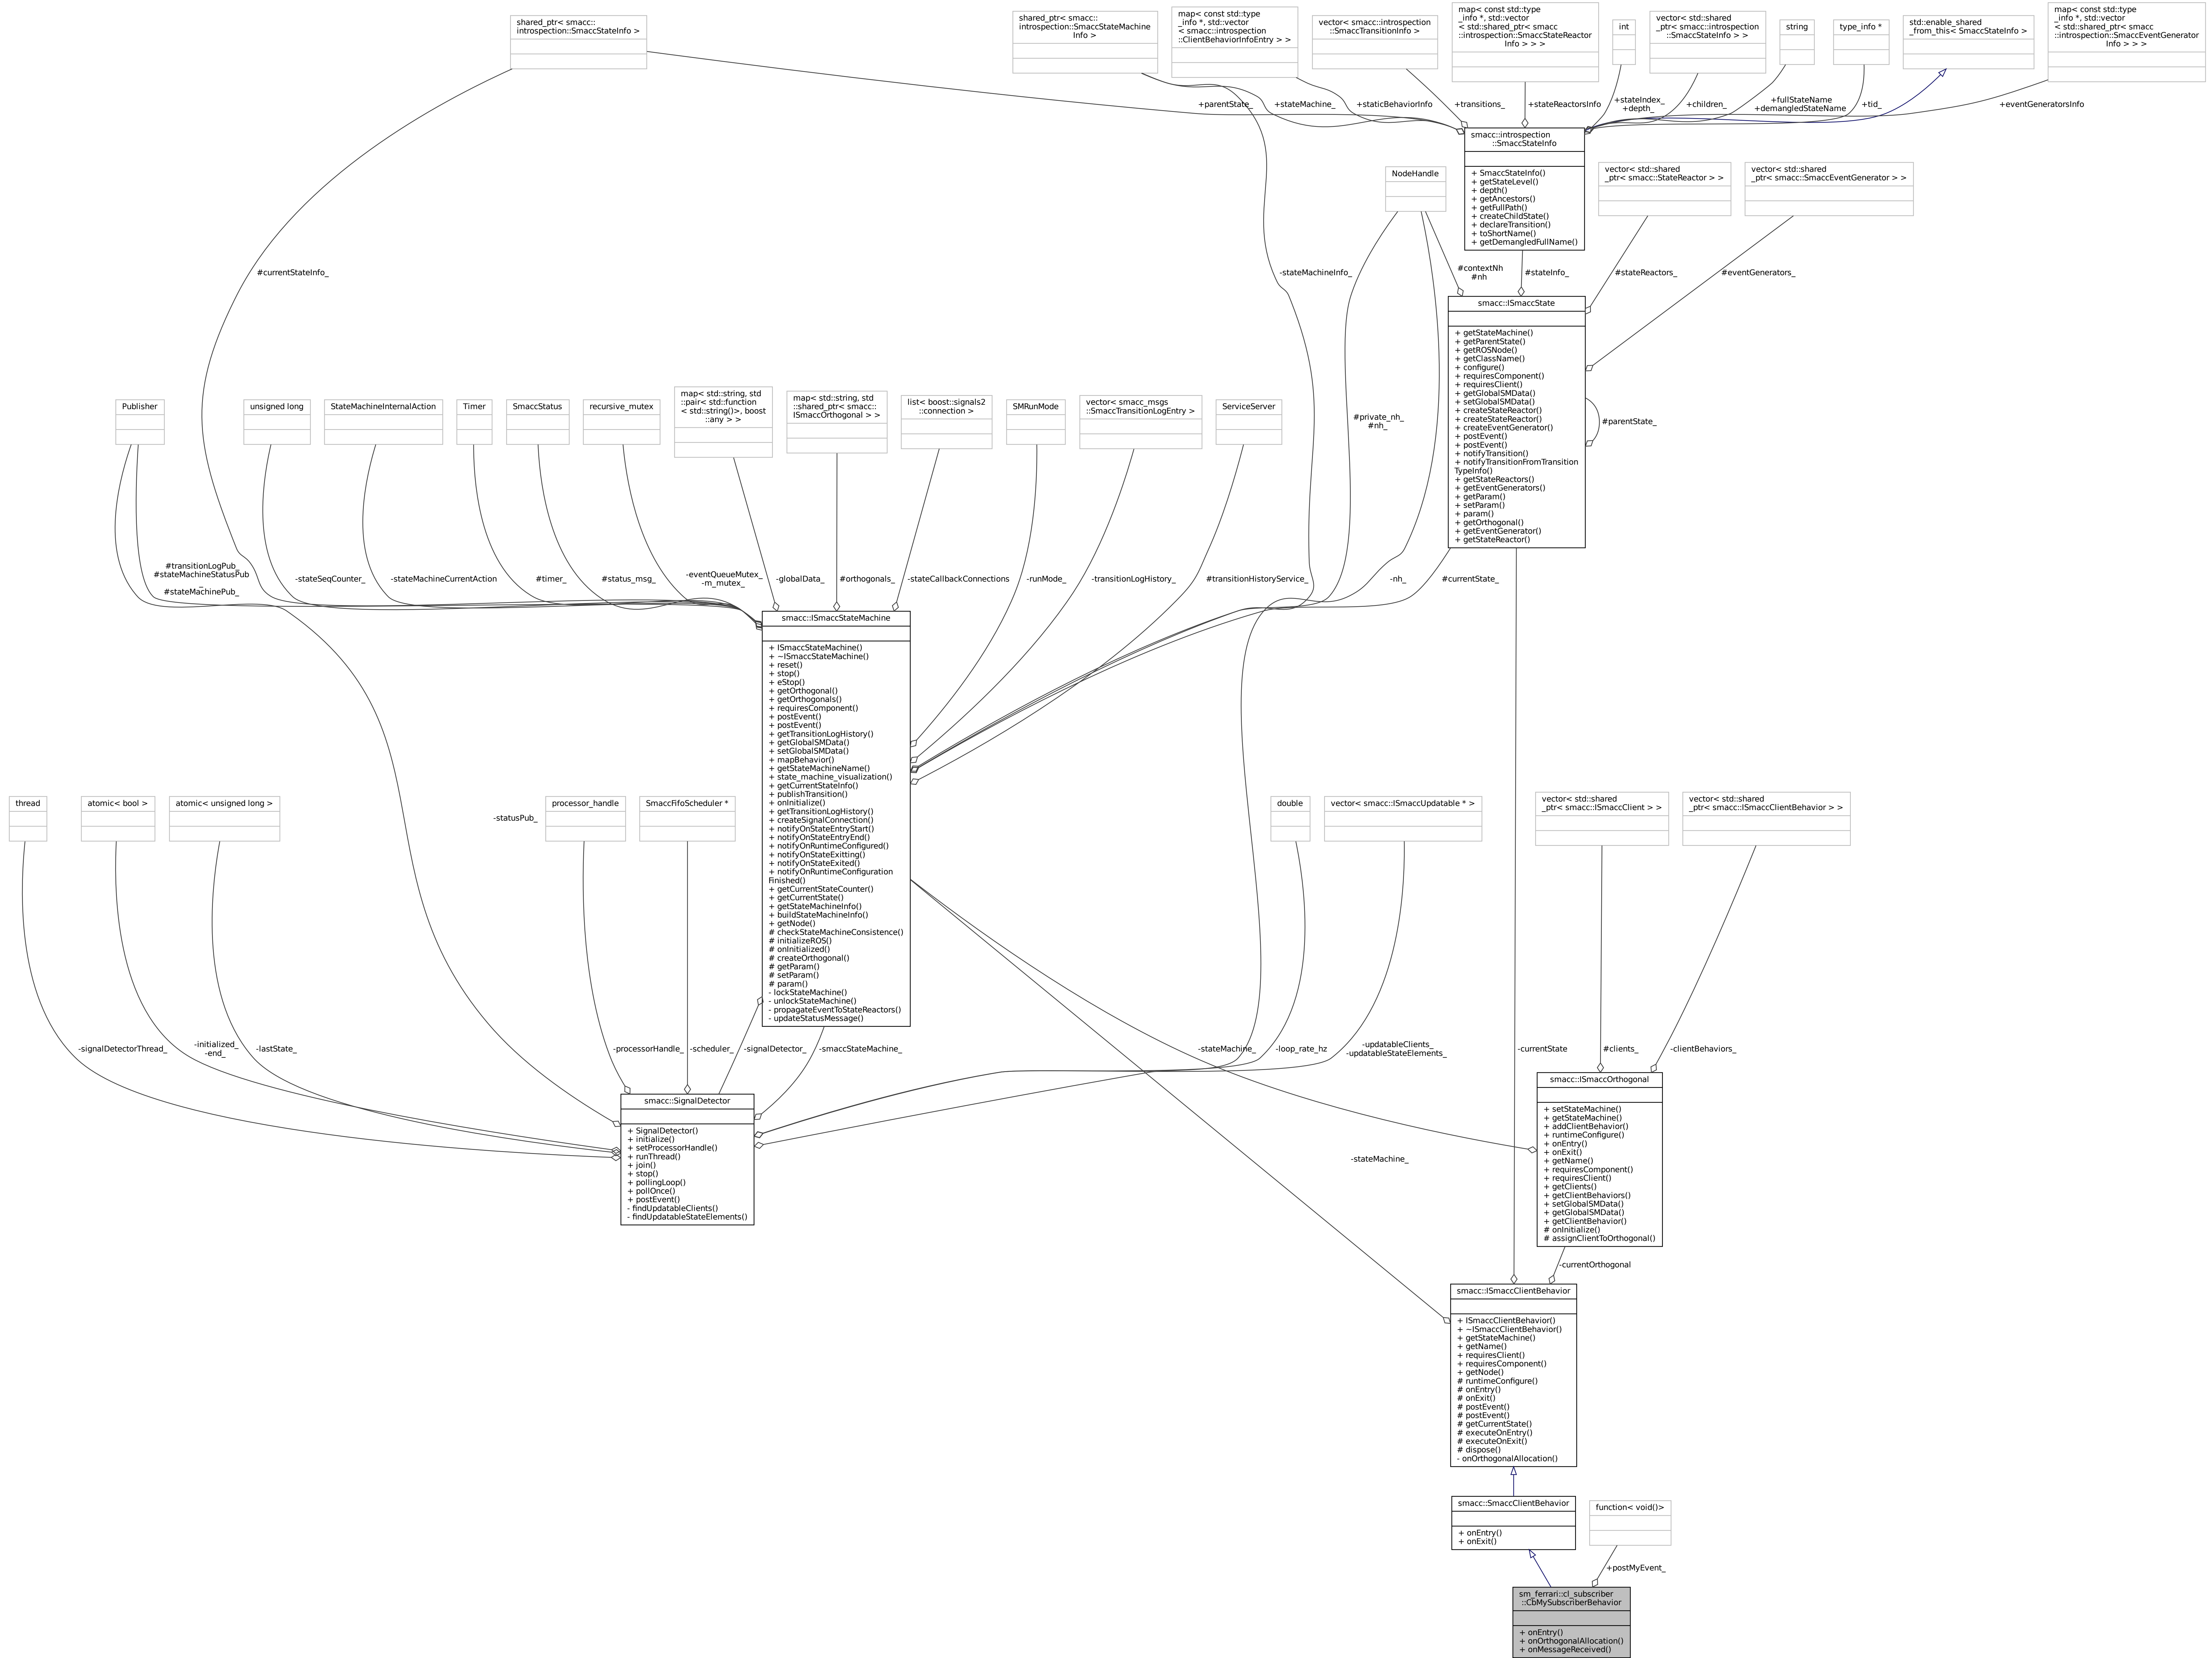 shared_ptr< smacc::
introspection::SmaccStateInfo >
shared_ptr< smacc::
introspection::SmaccStateMachine
Info >
map< const std::type
_info *, std::vector
< smacc::introspection
::ClientBehaviorInfoEntry > >
vector< smacc::introspection
::SmaccTransitionInfo >
map< const std::type
_info *, std::vector
< std::shared_ptr< smacc
::introspection::SmaccStateReactor
Info > > >
int
vector< std::shared
_ptr< smacc::introspection
::SmaccStateInfo > >
string
type_info *
std::enable_shared
_from_this< SmaccStateInfo >
map< const std::type
_info *, std::vector
< std::shared_ptr< smacc
::introspection::SmaccEventGenerator
Info > > >
+parentState_
+stateMachine_
+staticBehaviorInfo
+transitions_
+stateReactorsInfo
+stateIndex_
+depth_
+children_
+fullStateName
+demangledStateName
+tid_
+eventGeneratorsInfo
smacc::introspection
::SmaccStateInfo
+ SmaccStateInfo()
+ getStateLevel()
+ depth()
+ getAncestors()
+ getFullPath()
+ createChildState()
+ declareTransition()
+ toShortName()
+ getDemangledFullName()
NodeHandle
vector< std::shared
_ptr< smacc::StateReactor > >
vector< std::shared
_ptr< smacc::SmaccEventGenerator > >
#currentStateInfo_
-stateMachineInfo_
#contextNh
#nh
#stateInfo_
#stateReactors_
#eventGenerators_
smacc::ISmaccState
+ getStateMachine()
+ getParentState()
+ getROSNode()
+ getClassName()
+ configure()
+ requiresComponent()
+ requiresClient()
+ getGlobalSMData()
+ setGlobalSMData()
+ createStateReactor()
+ createStateReactor()
+ createEventGenerator()
+ postEvent()
+ postEvent()
+ notifyTransition()
+ notifyTransitionFromTransition
TypeInfo()
+ getStateReactors()
+ getEventGenerators()
+ getParam()
+ setParam()
+ param()
+ getOrthogonal()
+ getEventGenerator()
+ getStateReactor()
#parentState_
Publisher
unsigned long
StateMachineInternalAction
Timer
SmaccStatus
recursive_mutex
map< std::string, std
::pair< std::function
< std::string()>, boost
::any > >
map< std::string, std
::shared_ptr< smacc::
ISmaccOrthogonal > >
list< boost::signals2
::connection >
SMRunMode
vector< smacc_msgs
::SmaccTransitionLogEntry >
ServiceServer
#private_nh_
#nh_
#transitionLogPub_
#stateMachineStatusPub
_
#stateMachinePub_
-stateSeqCounter_
-stateMachineCurrentAction
#timer_
#status_msg_
-eventQueueMutex_
-m_mutex_
-globalData_
#orthogonals_
-stateCallbackConnections
-runMode_
-transitionLogHistory_
#transitionHistoryService_
-nh_
#currentState_
smacc::ISmaccStateMachine
+ ISmaccStateMachine()
+ ~ISmaccStateMachine()
+ reset()
+ stop()
+ eStop()
+ getOrthogonal()
+ getOrthogonals()
+ requiresComponent()
+ postEvent()
+ postEvent()
+ getTransitionLogHistory()
+ getGlobalSMData()
+ setGlobalSMData()
+ mapBehavior()
+ getStateMachineName()
+ state_machine_visualization()
+ getCurrentStateInfo()
+ publishTransition()
+ onInitialize()
+ getTransitionLogHistory()
+ createSignalConnection()
+ notifyOnStateEntryStart()
+ notifyOnStateEntryEnd()
+ notifyOnRuntimeConfigured()
+ notifyOnStateExitting()
+ notifyOnStateExited()
+ notifyOnRuntimeConfiguration
Finished()
+ getCurrentStateCounter()
+ getCurrentState()
+ getStateMachineInfo()
+ buildStateMachineInfo()
+ getNode()
# checkStateMachineConsistence()
# initializeROS()
# onInitialized()
# createOrthogonal()
# getParam()
# setParam()
# param()
- lockStateMachine()
- unlockStateMachine()
- propagateEventToStateReactors()
- updateStatusMessage()
thread
atomic< bool >
atomic< unsigned long >
-statusPub_
processor_handle
SmaccFifoScheduler *
double
vector< smacc::ISmaccUpdatable * >
vector< std::shared
_ptr< smacc::ISmaccClient > >
vector< std::shared
_ptr< smacc::ISmaccClientBehavior > >
-signalDetectorThread_
-initialized_
-end_
-lastState_
-processorHandle_
-scheduler_
-signalDetector_
-smaccStateMachine_
-stateMachine_
-loop_rate_hz
-updatableClients_
-updatableStateElements_
-currentState
#clients_
-clientBehaviors_
smacc::SignalDetector
+ SignalDetector()
+ initialize()
+ setProcessorHandle()
+ runThread()
+ join()
+ stop()
+ pollingLoop()
+ pollOnce()
+ postEvent()
- findUpdatableClients()
- findUpdatableStateElements()
smacc::ISmaccOrthogonal
+ setStateMachine()
+ getStateMachine()
+ addClientBehavior()
+ runtimeConfigure()
+ onEntry()
+ onExit()
+ getName()
+ requiresComponent()
+ requiresClient()
+ getClients()
+ getClientBehaviors()
+ setGlobalSMData()
+ getGlobalSMData()
+ getClientBehavior()
# onInitialize()
# assignClientToOrthogonal()
-stateMachine_
-currentOrthogonal
smacc::ISmaccClientBehavior
+ ISmaccClientBehavior()
+ ~ISmaccClientBehavior()
+ getStateMachine()
+ getName()
+ requiresClient()
+ requiresComponent()
+ getNode()
# runtimeConfigure()
# onEntry()
# onExit()
# postEvent()
# postEvent()
# getCurrentState()
# executeOnEntry()
# executeOnExit()
# dispose()
- onOrthogonalAllocation()
smacc::SmaccClientBehavior
+ onEntry()
+ onExit()
function< void()>
+postMyEvent_
sm_ferrari::cl_subscriber
::CbMySubscriberBehavior
+ onEntry()
+ onOrthogonalAllocation()
+ onMessageReceived()